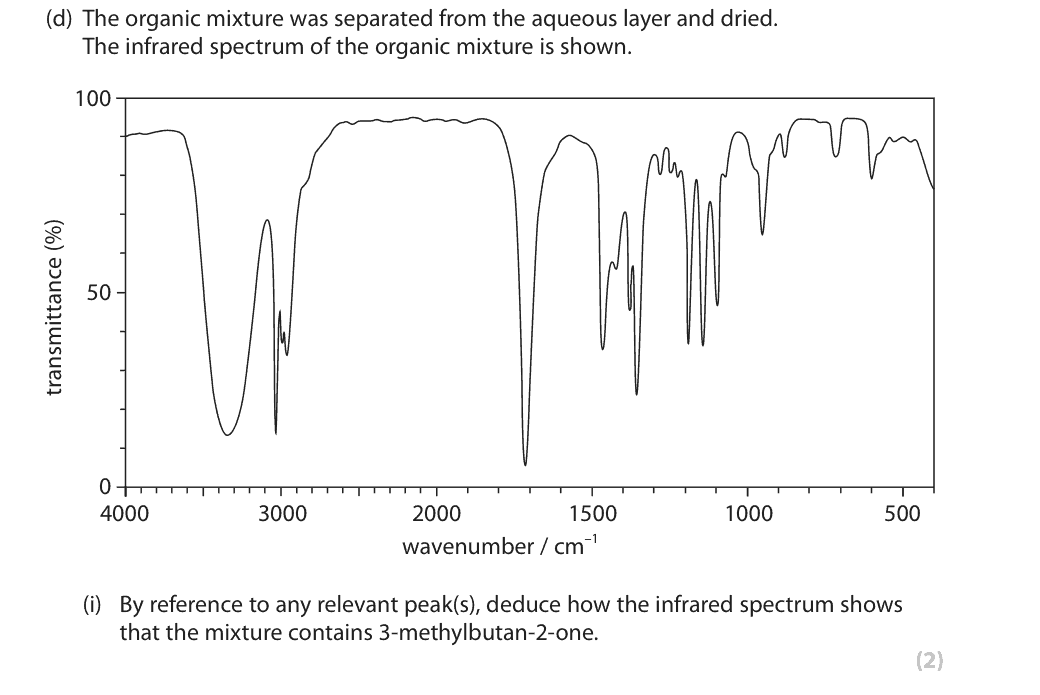 (d) The organic mixture was separated from the aqueous layer and dried.
The infrared spectrum of the organic mixture is shown.
100
50
0
transmittance (%)
4000 3000 2000 1500 1000 500
wavenumber / cm⁻¹
(i) By reference to any relevant peak(s), deduce how the infrared spectrum shows
that the mixture contains 3-methylbutan-2-one.
(2)